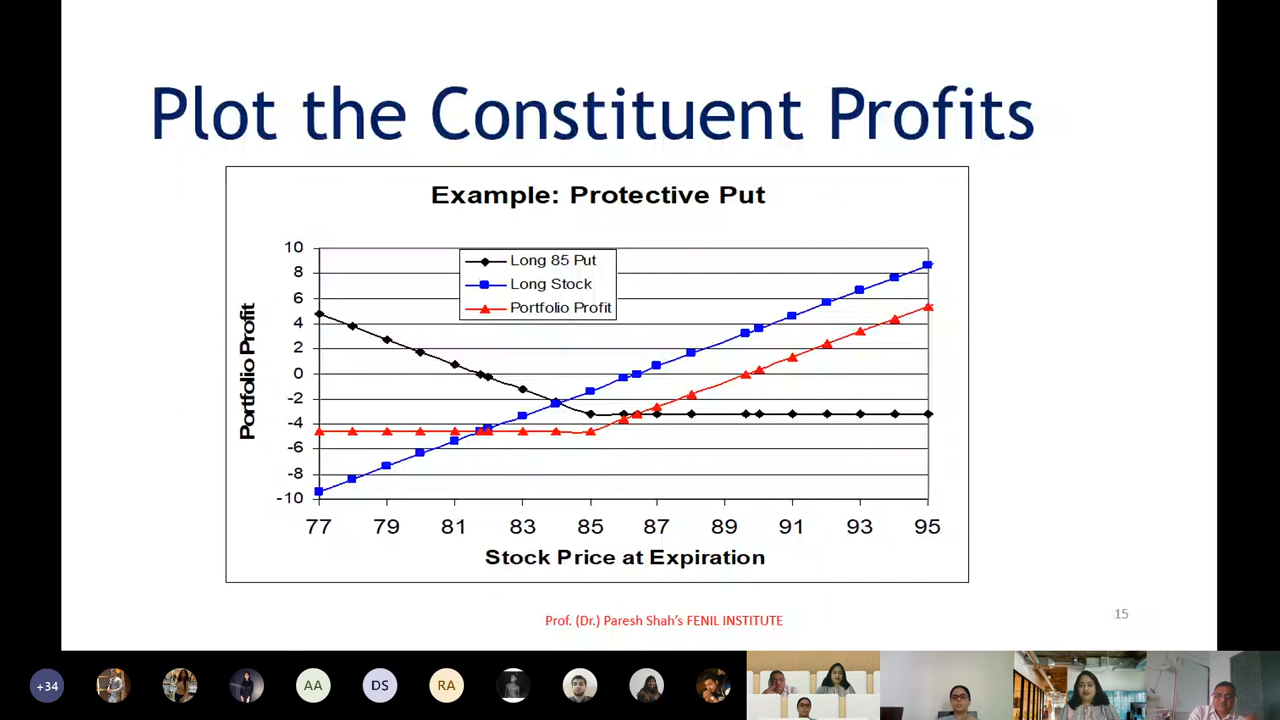 Plot the Constituent Profits
Example: Protective Put
Long 85 Put
Long Stock
Portfolio Profit
Portfolio Profit
10
8
6
4
2
0
-2
-4
-6
-8
-10
77 79 81 83 85 87 89 91 93 95
Stock Price at Expiration
Prof. (Dr.) Paresh Shah's FENIL INSTITUTE
15
+34 AA DS RA